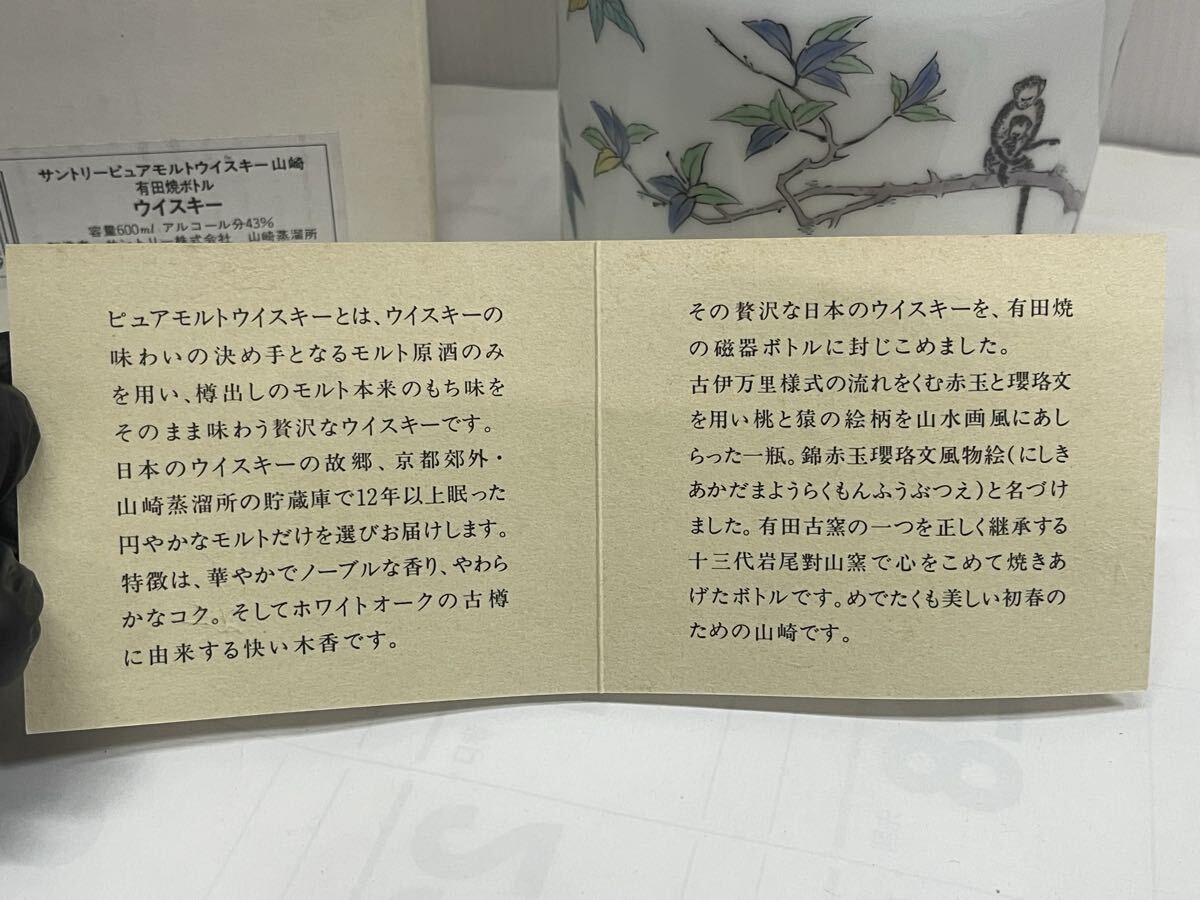 サントリーピュアモルトウイスキー山崎
有田焼ボトル
ウイスキー
容量600ml アルコール分43%
サントリー株式会社 山崎蒸溜所
ピュアモルトウイスキーとは、ウイスキーの
味わいの決め手となるモルト原酒のみ
を用い、樽出しのモルト本来のもち味を
そのまま味わう贅沢なウイスキーです。
日本のウイスキーの故郷、京都郊外・
山崎蒸溜所の貯蔵庫で12年以上眠った
円やかなモルトだけを選びお届けします。
特徴は、華やかでノーブルな香り、やわら
かなコク。そしてホワイトオークの古樽
に由来する快い木香です。
その贅沢な日本のウイスキーを、有田焼
の磁器ボトルに封じこめました。
古伊万里様式の流れをくむ赤玉と瓔珞文
を用い桃と猿の絵柄を山水画風にあし
らった一瓶。錦赤玉瓔珞文風物絵(にしき
あかだまようらくもんふうぶつえ)と名づけ
ました。有田古窯の一つを正しく継承する
十三代岩尾對山窯で心をこめて焼きあ
げたボトルです。めでたくも美しい初春の
ための山崎です。